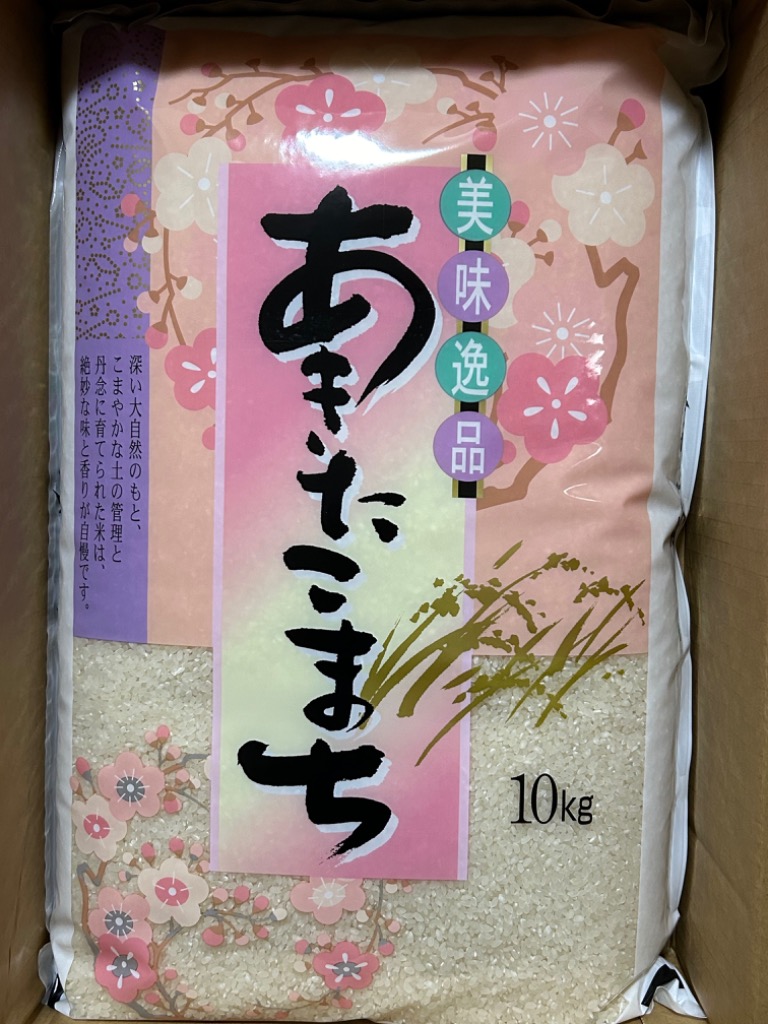 美味逸品
あきたこまち
深い大自然のもと、
こまやかな土の管理と
丹念に育てられた米は、
絶妙な味と香りが自慢です。
10kg